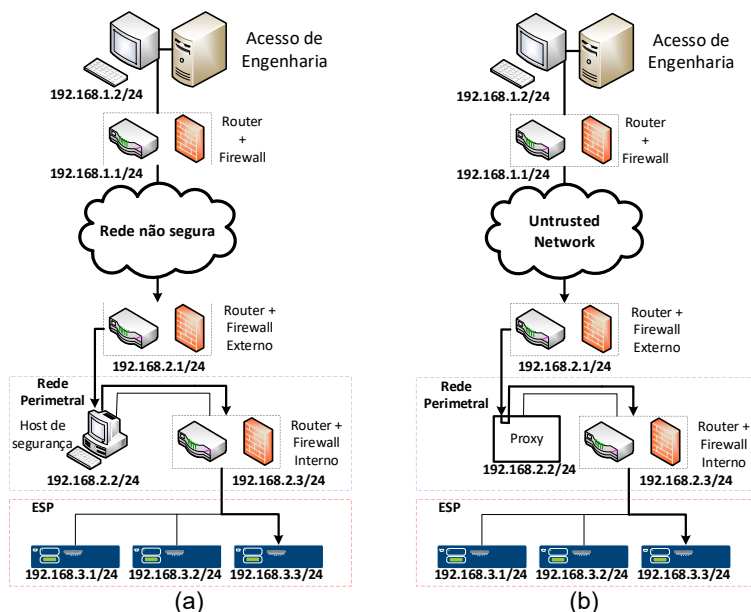 Acesso de
Engenharia
192.168.1.2/24
Router
+
Firewall
192.168.1.1/24
Rede não segura
Router +
Firewall
Externo
192.168.2.1/24
Rede
Perimetral
Host de
segurança
Router +
Firewall
Interno
192.168.2.2/24
192.168.2.3/24
ESP
192.168.3.1/24
192.168.3.2/24
192.168.3.3/24
(a)
Acesso de
Engenharia
192.168.1.2/24
Router
+
Firewall
192.168.1.1/24
Untrusted
Network
Router +
Firewall
Externo
192.168.2.1/24
Rede
Perimetral
Proxy
Router +
Firewall
Interno
192.168.2.2/24
192.168.2.3/24
ESP
192.168.3.1/24
192.168.3.2/24
192.168.3.3/24
(b)